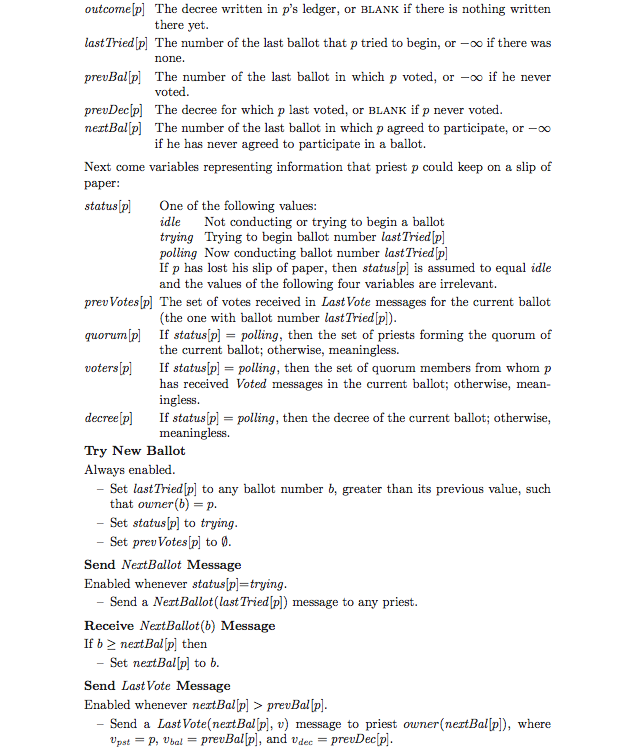 outcome[p] The decree written in p's ledger, or BLANK if there is nothing written
there yet.
lastTried[p] The number of the last ballot that p tried to begin, or −∞ if there was
none.
prevBal[p] The number of the last ballot in which p voted, or −∞ if he never
voted.
prevDec[p] The decree for which p last voted, or BLANK if p never voted.
nextBal[p] The number of the last ballot in which p agreed to participate, or −∞
if he has never agreed to participate in a ballot.
Next come variables representing information that priest p could keep on a slip of
paper:
status[p] One of the following values:
idle Not conducting or trying to begin a ballot
trying Trying to begin ballot number lastTried[p]
polling Now conducting ballot number lastTried[p]
If p has lost his slip of paper, then status[p] is assumed to equal idle
and the values of the following four variables are irrelevant.
prevVotes[p] The set of votes received in LastVote messages for the current ballot
(the one with ballot number lastTried[p]).
quorum[p] If status[p] = polling, then the set of priests forming the quorum of
the current ballot; otherwise, meaningless.
voters[p] If status[p] = polling, then the set of quorum members from whom p
has received Voted messages in the current ballot; otherwise, mean-
ingless.
decree[p] If status[p] = polling, then the decree of the current ballot; otherwise,
meaningless.
Try New Ballot
Always enabled.
– Set lastTried[p] to any ballot number b, greater than its previous value, such
that owner(b) = p.
– Set status[p] to trying.
– Set prevVotes[p] to ∅.
Send NextBallot Message
Enabled whenever status[p]=trying.
– Send a NextBallot(lastTried[p]) message to any priest.
Receive NextBallot(b) Message
If b ≥ nextBal[p] then
– Set nextBal[p] to b.
Send LastVote Message
Enabled whenever nextBal[p] > prevBal[p].
– Send a LastVote(nextBal[p], v) message to priest owner(nextBal[p]), where
v_pst = p, v_bal = prevBal[p], and v_dec = prevDec[p].